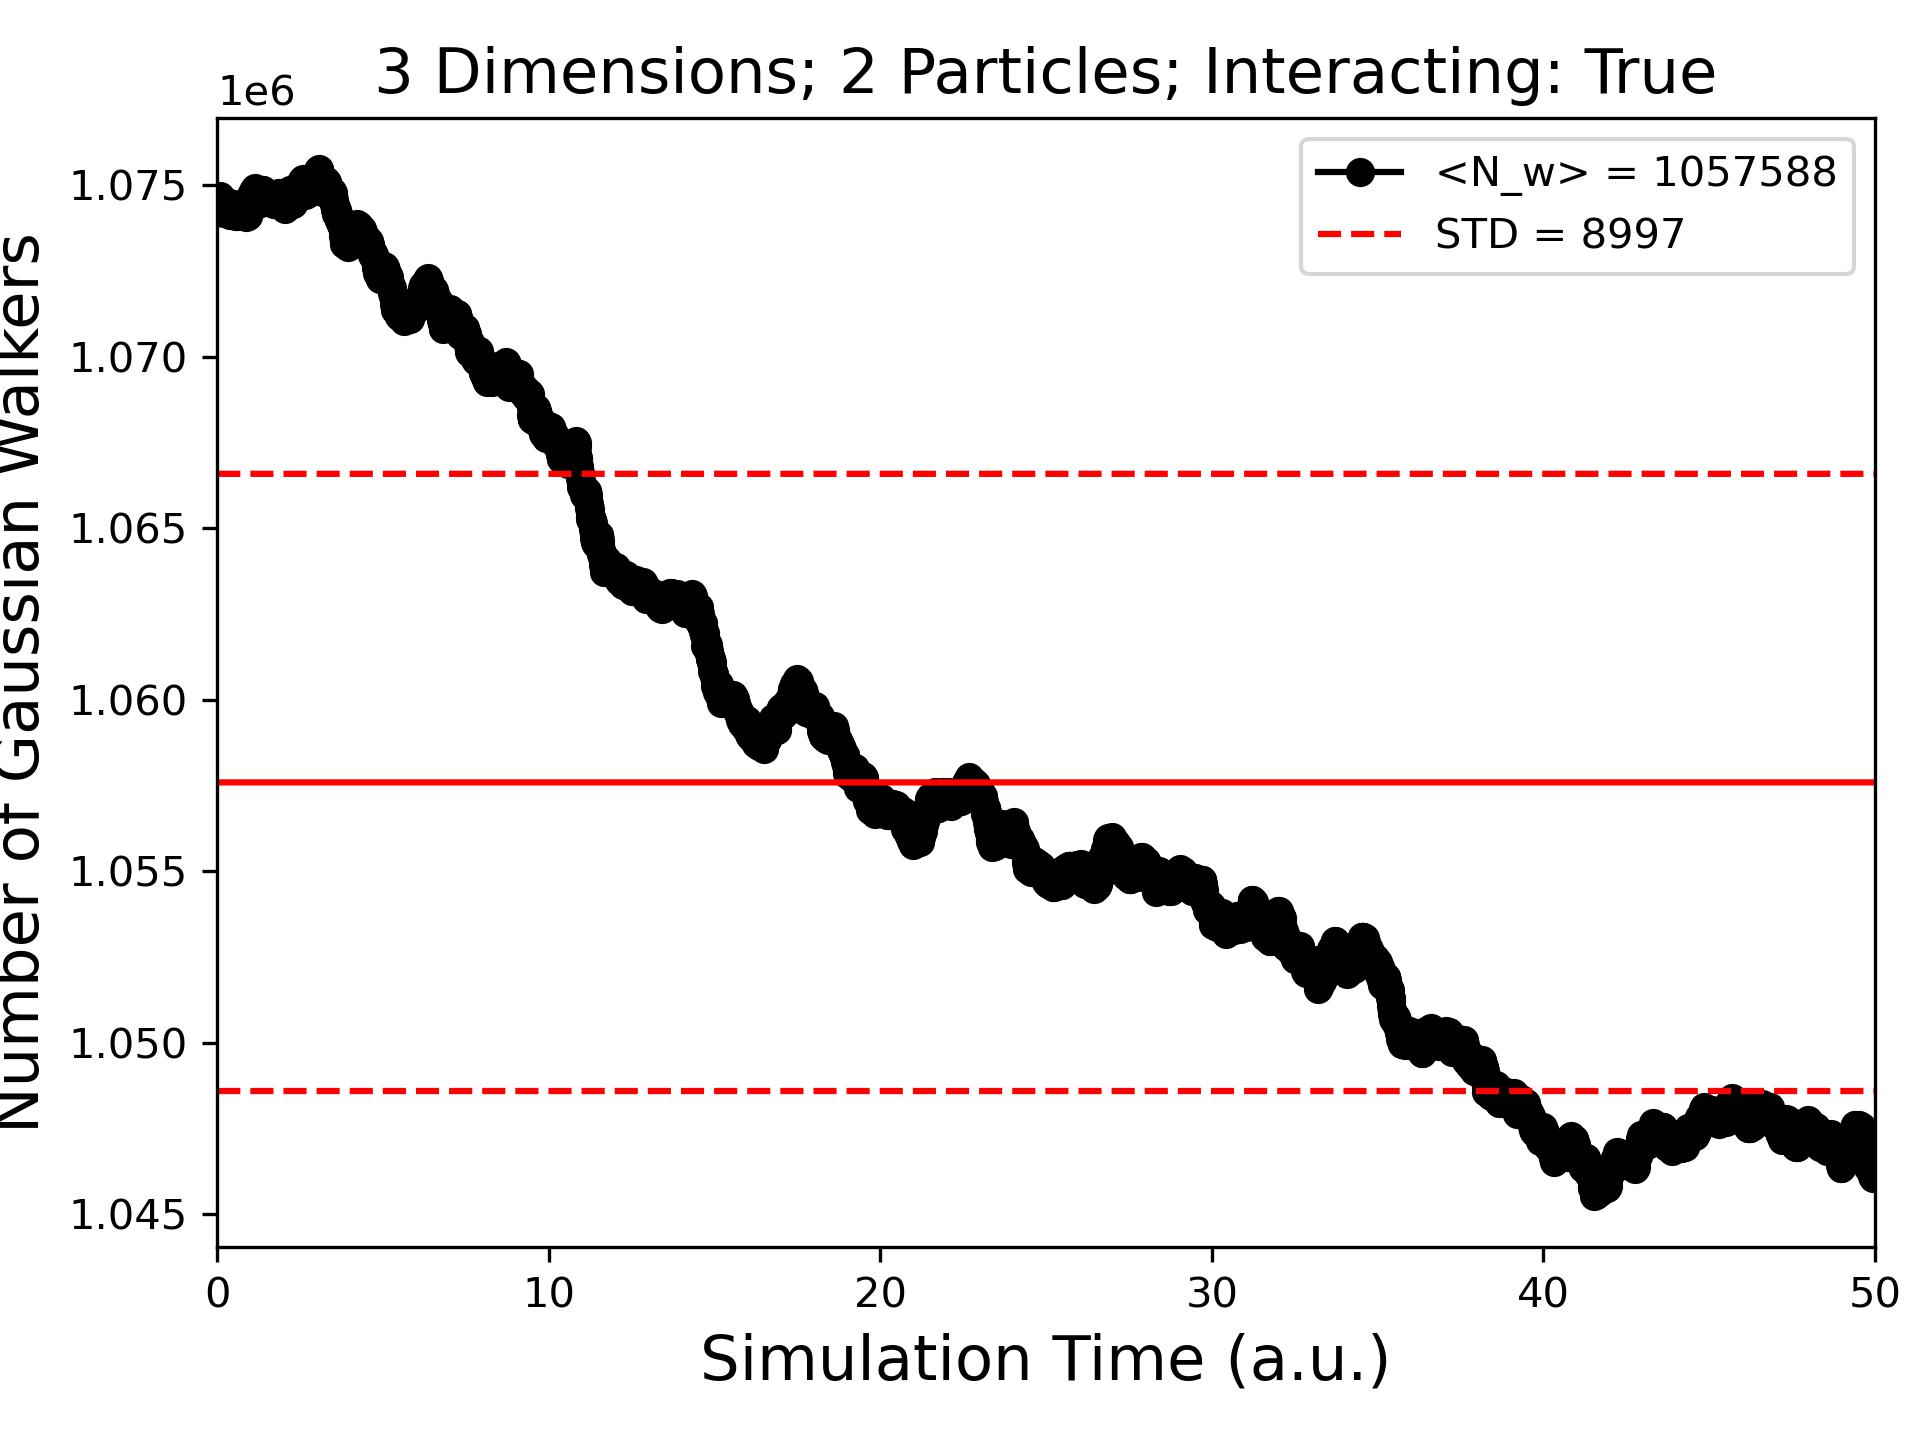 3 Dimensions; 2 Particles; Interacting: True
1e6
<N_w> = 1057588
STD = 8997
1.075
1.070
1.065
1.060
1.055
1.050
1.045
Number of Gaussian Walkers
0 10 20 30 40 50
Simulation Time (a.u.)